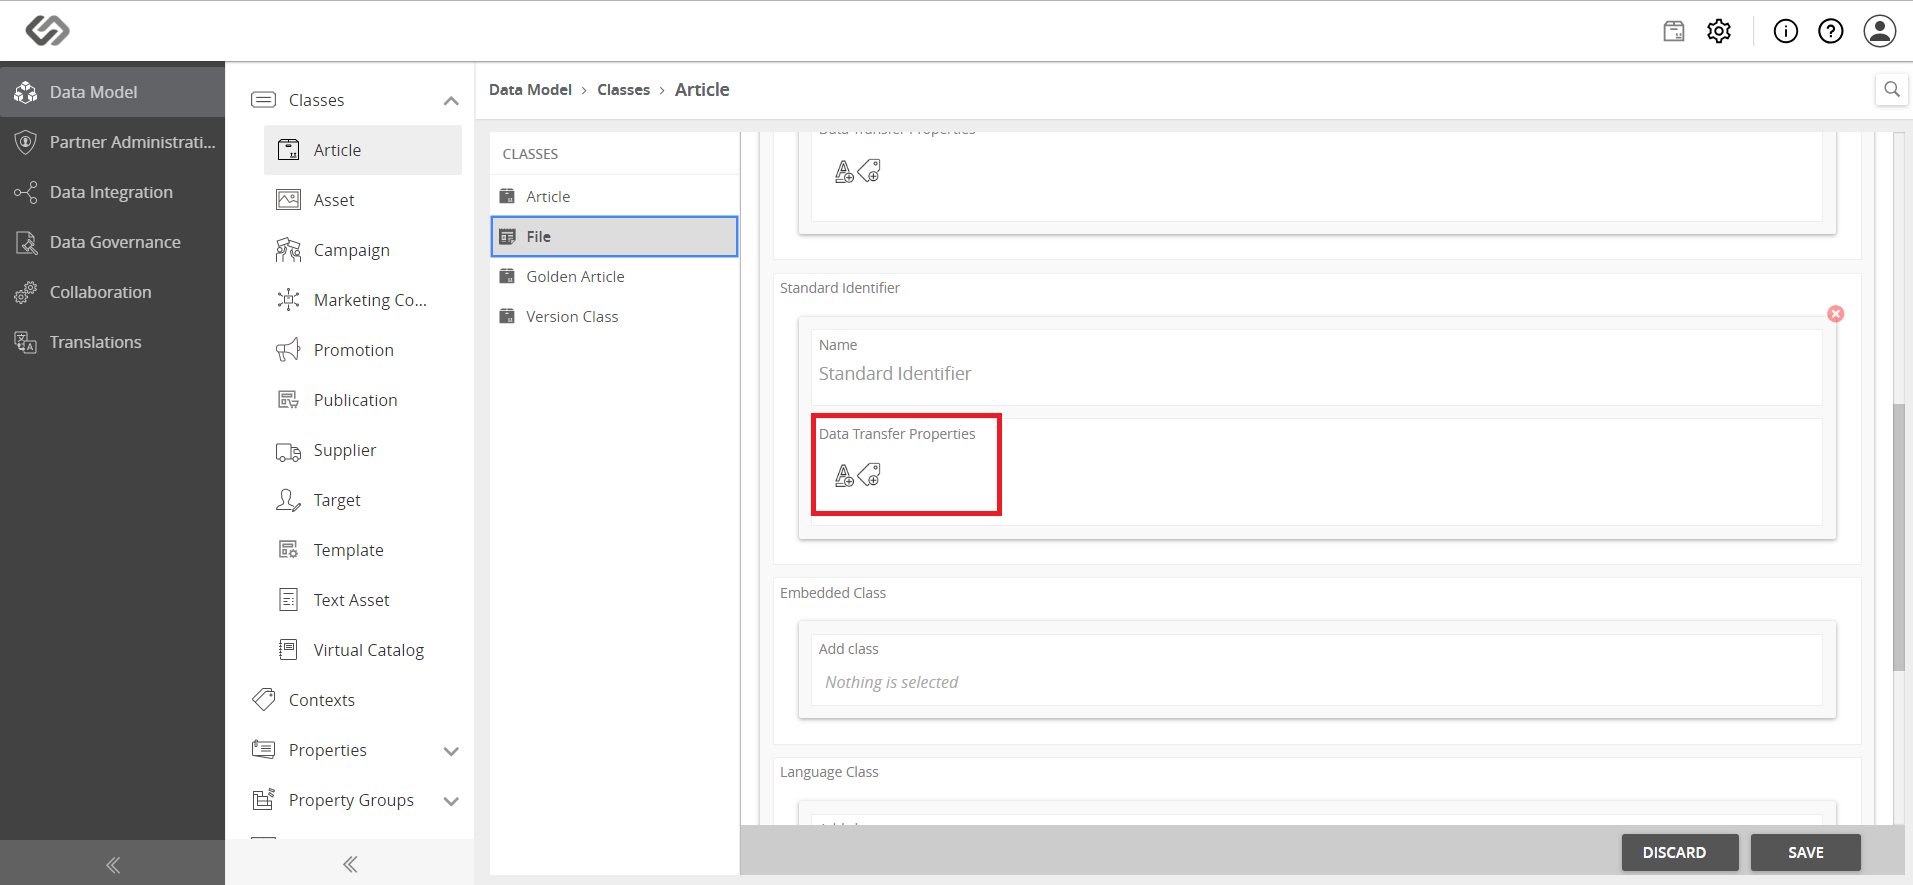 Data Model
Partner Administrati...
Data Integration
Data Governance
Collaboration
Translations
Classes
Article
Asset
Campaign
Marketing Co...
Promotion
Publication
Supplier
Target
Template
Text Asset
Virtual Catalog
Contexts
Properties
Property Groups
Data Model > Classes > Article
CLASSES
Article
File
Golden Article
Version Class
Data Transfer Properties
Standard Identifier
Name
Standard Identifier
Data Transfer Properties
Embedded Class
Add class
Nothing is selected
Language Class
DISCARD
SAVE